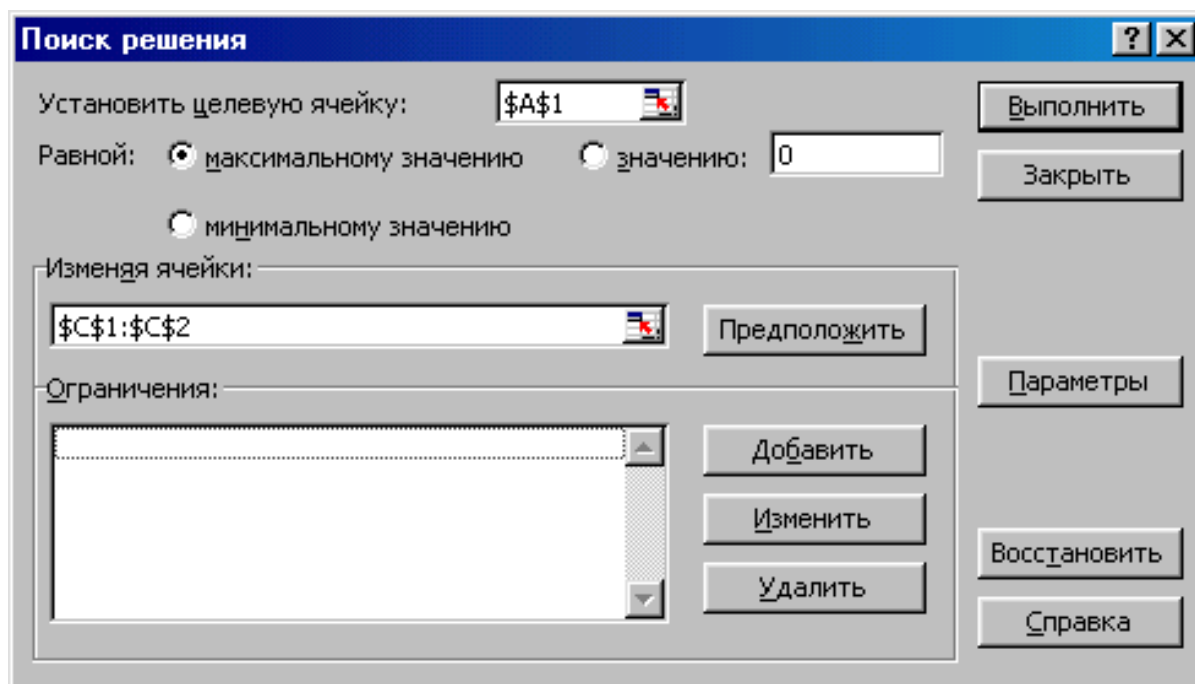 Поиск решения
?
Установить целевую ячейку:
$A$1
Выполнить
Равной:
максимальному значению
значению:
0
Закрыть
минимальному значению
Изменяя ячейки:
$C$1:$C$2
Предположить
Параметры
Ограничения:
Добавить
Изменить
Восстановить
Удалить
Справка